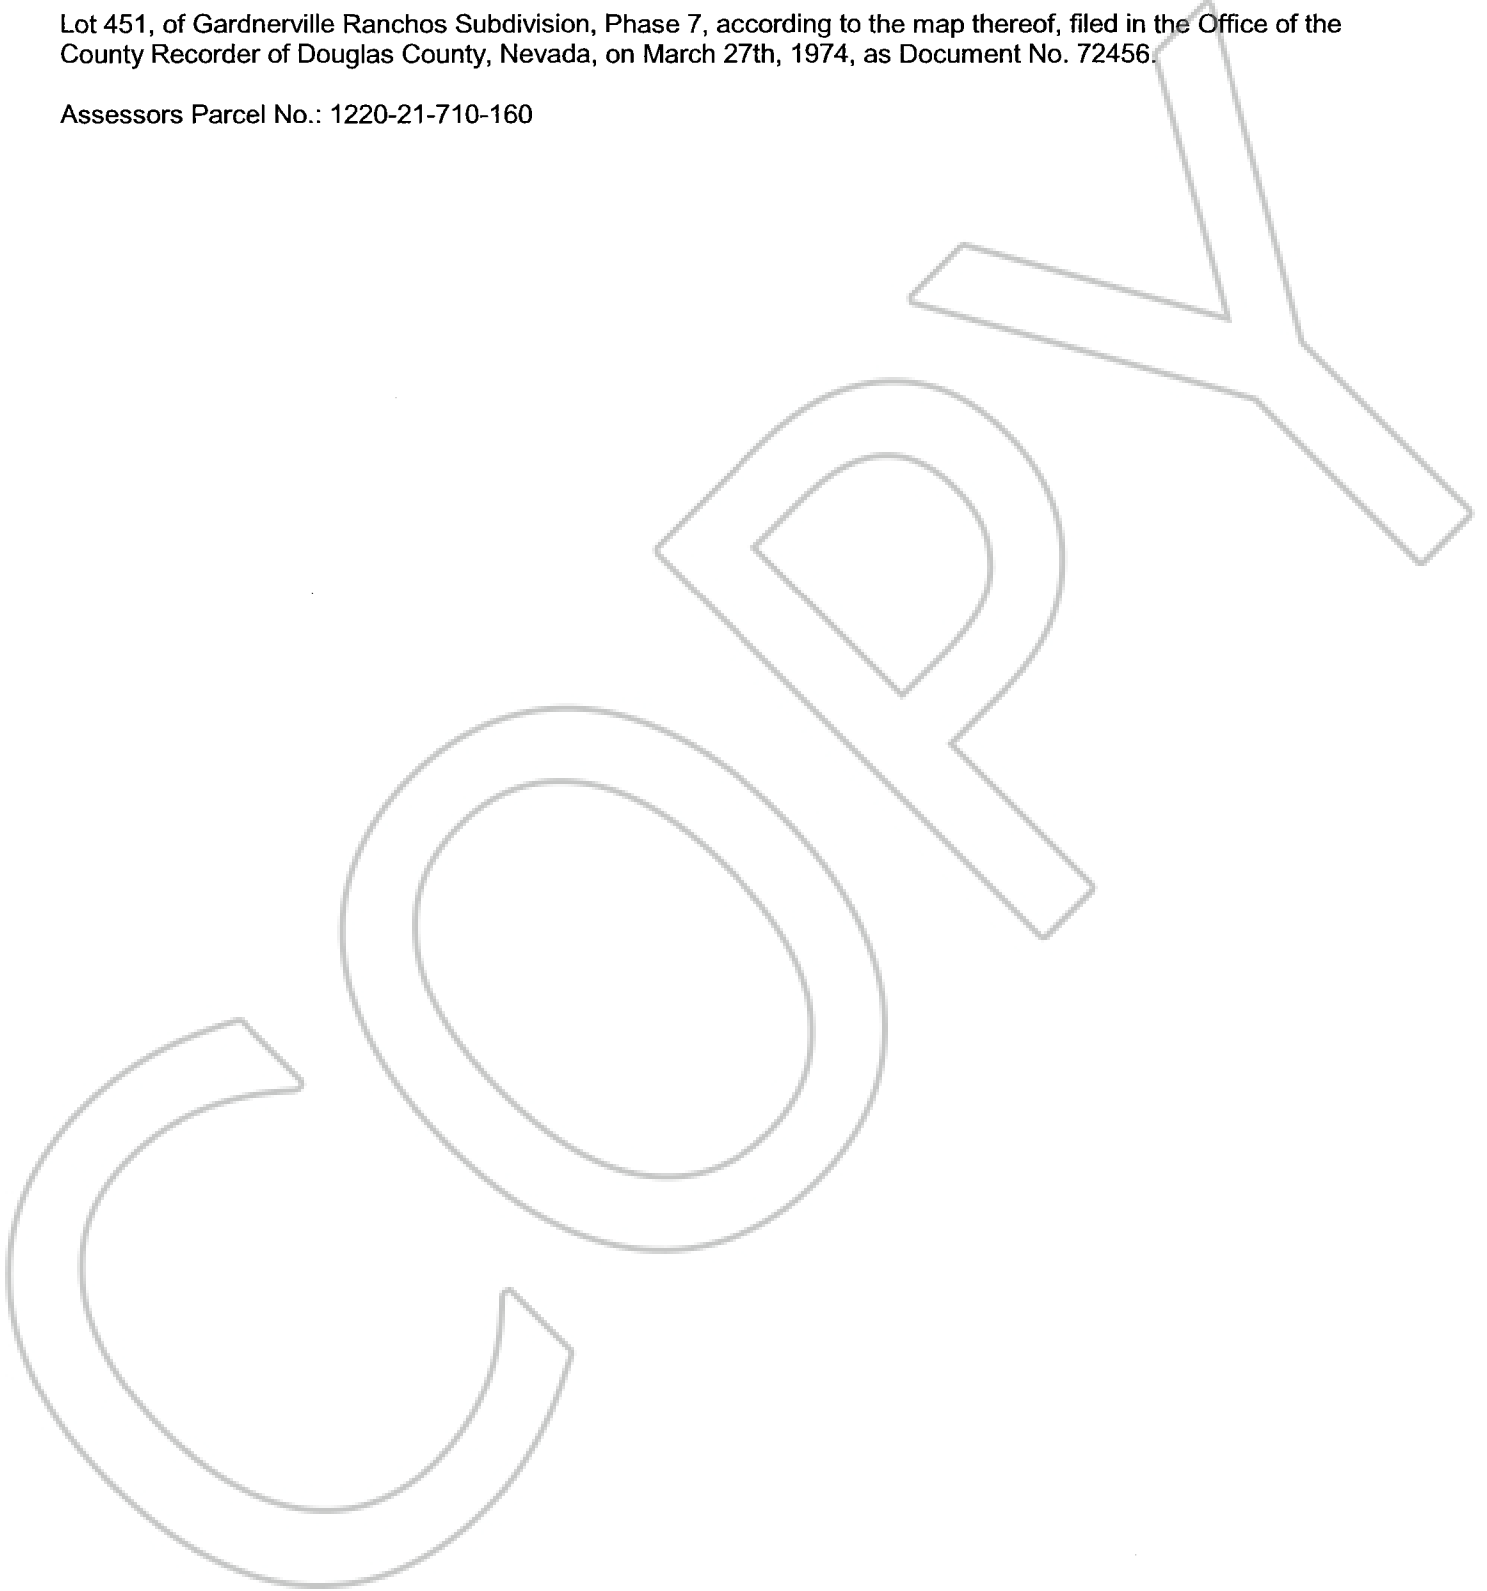 Lot 451, of Gardnerville Ranchos Subdivision, Phase 7, according to the map thereof, filed in the Office of the
County Recorder of Douglas County, Nevada, on March 27th, 1974, as Document No. 72456.
Assessors Parcel No.: 1220-21-710-160
COPY